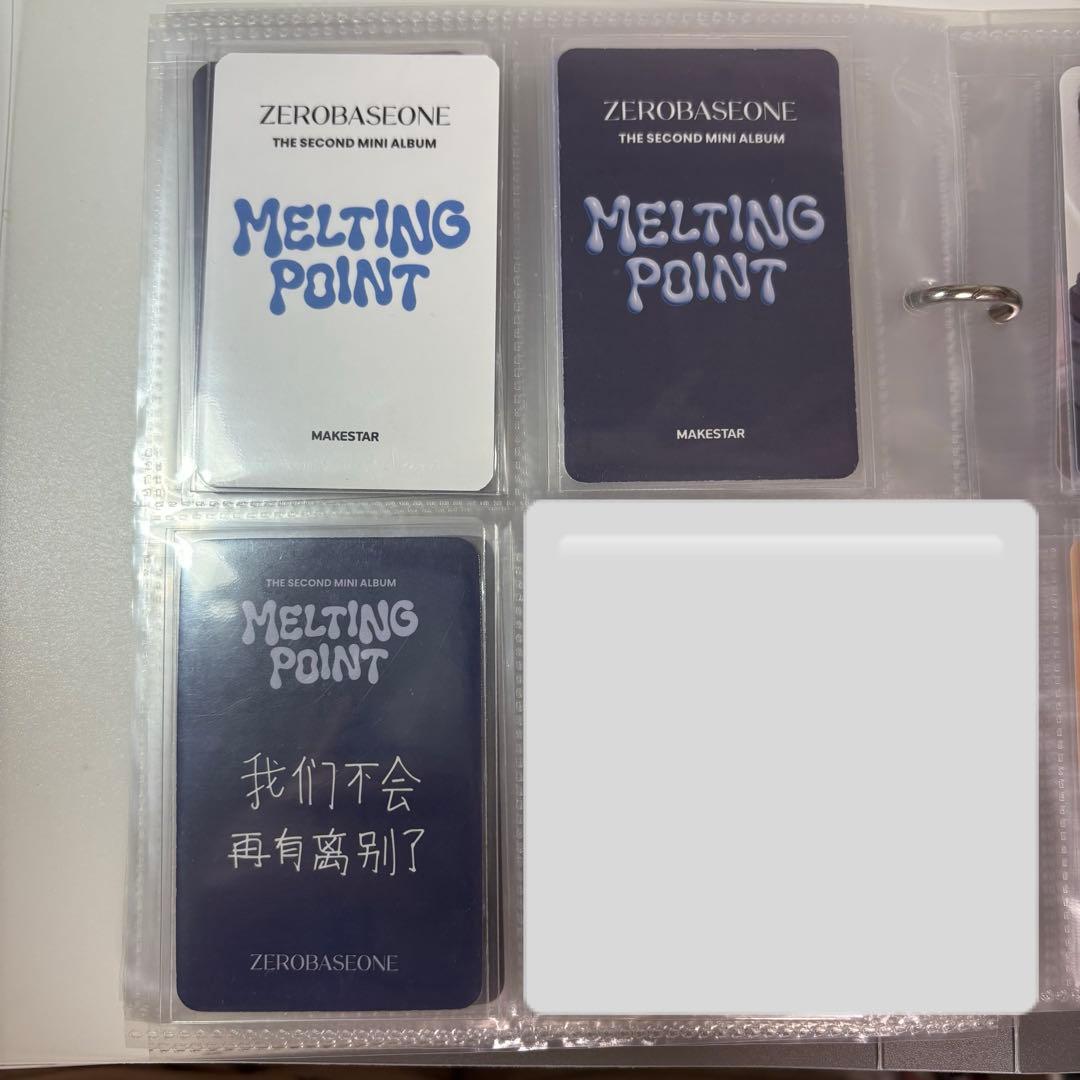 ZEROBASEONE
THE SECOND MINI ALBUM
MELTING
POINT
MAKESTAR
ZEROBASEONE
THE SECOND MINI ALBUM
MELTING
POINT
MAKESTAR
THE SECOND MINI ALBUM
MELTING
POINT
我们不会
再有离别了
ZEROBASEONE